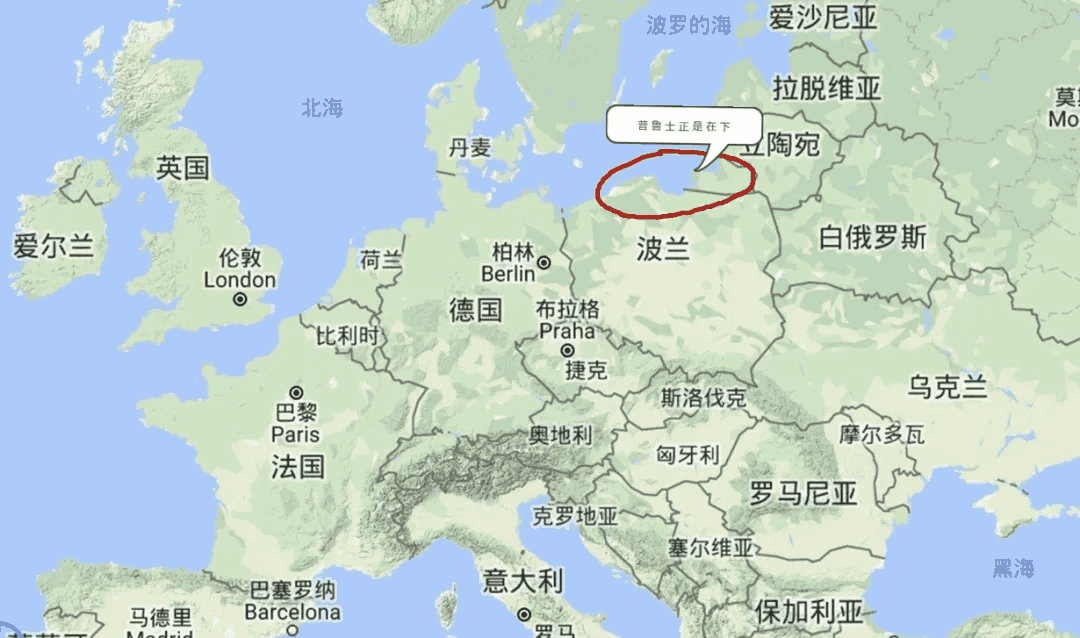 爱沙尼亚
波罗的海
拉脱维亚
北海
普鲁士正是在下
立陶宛
丹麦
英国
爱尔兰
白俄罗斯
波兰
伦敦
London
荷兰
柏林
Berlin
德国
布拉格
Praha
比利时
捷克
乌克兰
斯洛伐克
巴黎
Paris
奥地利
摩尔多瓦
法国
匈牙利
罗马尼亚
克罗地亚
塞尔维亚
黑海
意大利
巴塞罗纳
Barcelona
保加利亚
马德里
Madrid
罗马